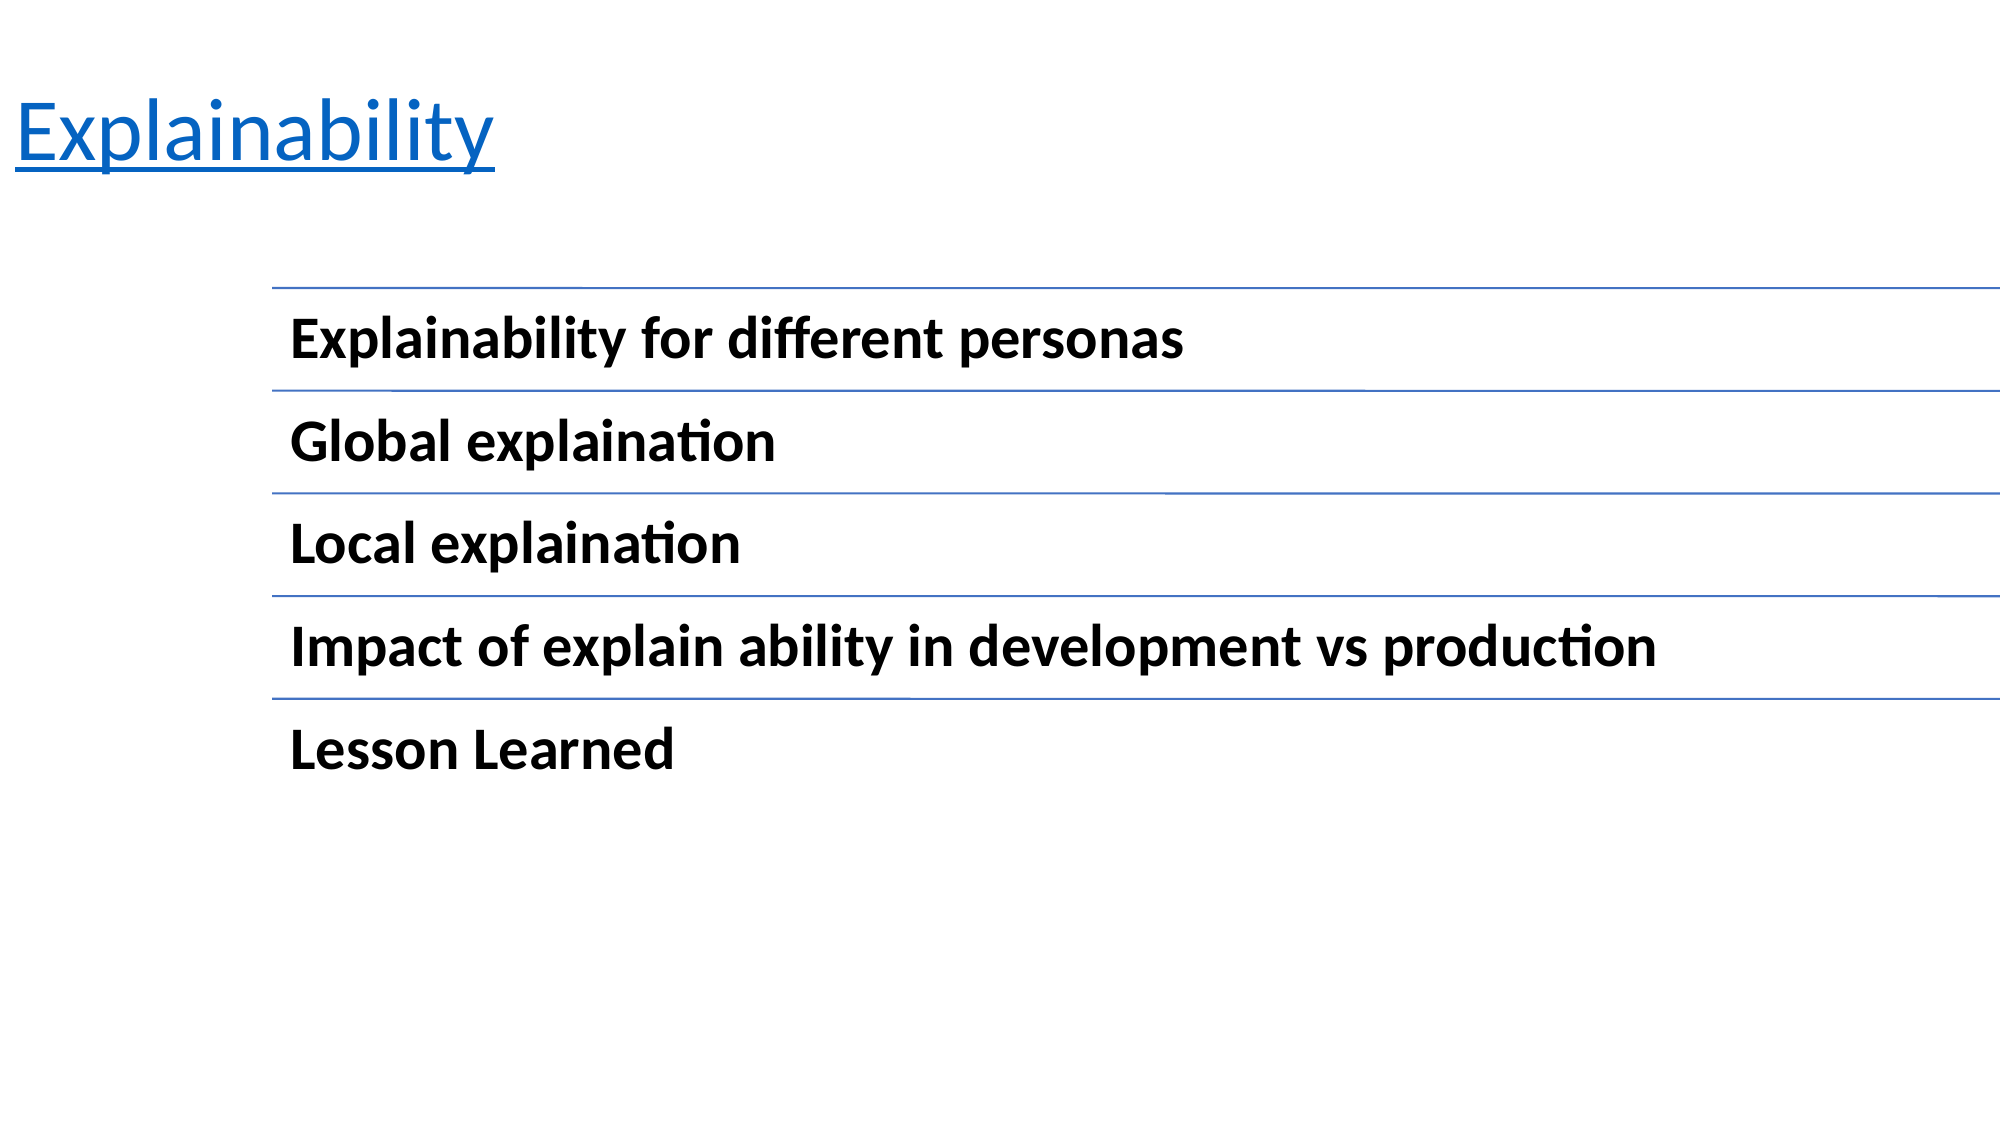 Explainability
Explainability for different personas
Global explaination
Local explaination
Impact of explain ability in development vs production
Lesson Learned